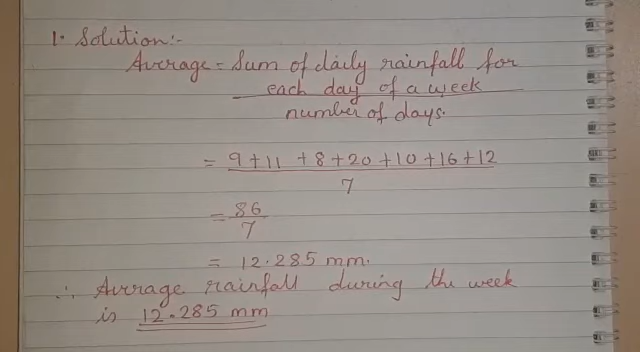 1. Solution:-
Average = Sum of daily rainfall for
each day of a week
number of days.
= 9+11 +8+20+10+16+12
7
= 86
7
= 12.285 mm.
∴ Average rainfall during the week
is 12.285 mm